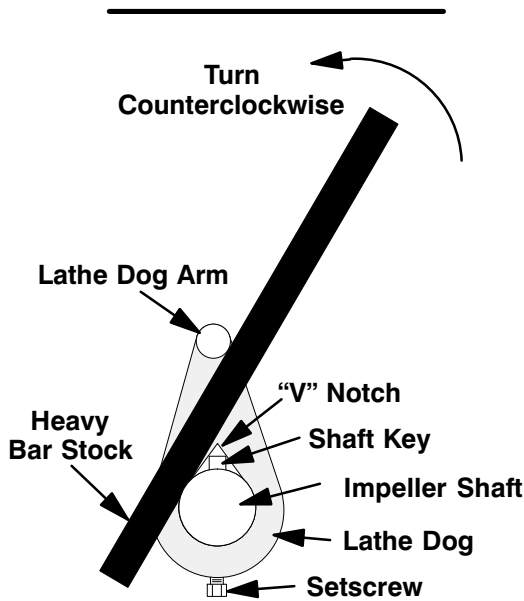 Turn
Counterclockwise
Lathe Dog Arm
“V” Notch
Heavy
Bar Stock
Shaft Key
Impeller Shaft
Lathe Dog
Setscrew